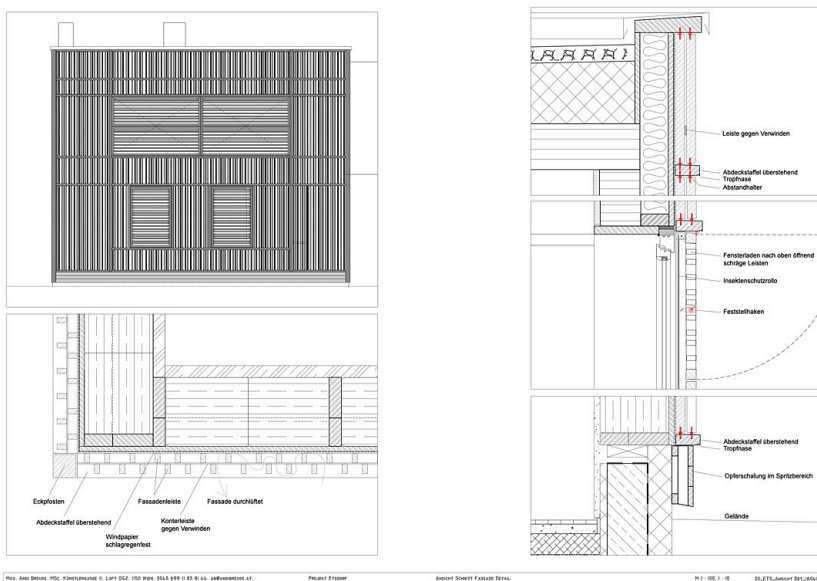 Leiste gegen Verwinden
Abdeckstaffel überstehend
Tropfnase
Abstandhalter
Fensterladen nach oben öffnend
schräge Leisten
Insektenschutzrollo
Feststellhaken
Eckpfosten
Fassadenleiste
Fassade durchlüftet
Abdeckstaffel überstehend
Konterleiste
gegen Verwinden
Windpapier
schlagregenfest
Abdeckstaffel überstehend
Tropfnase
Opferschalung im Spritzbereich
Gelände
Mag. Andi Breuss. MSc. Künstlergasse 11. Loft OG2. 1150 Wien. 0043 699 11 83 81 44. ab@andibreuss.at.
Projekt Etsdorf
Ansicht Schnitt Fassade Detail
M 1 : 100, 1 : 10